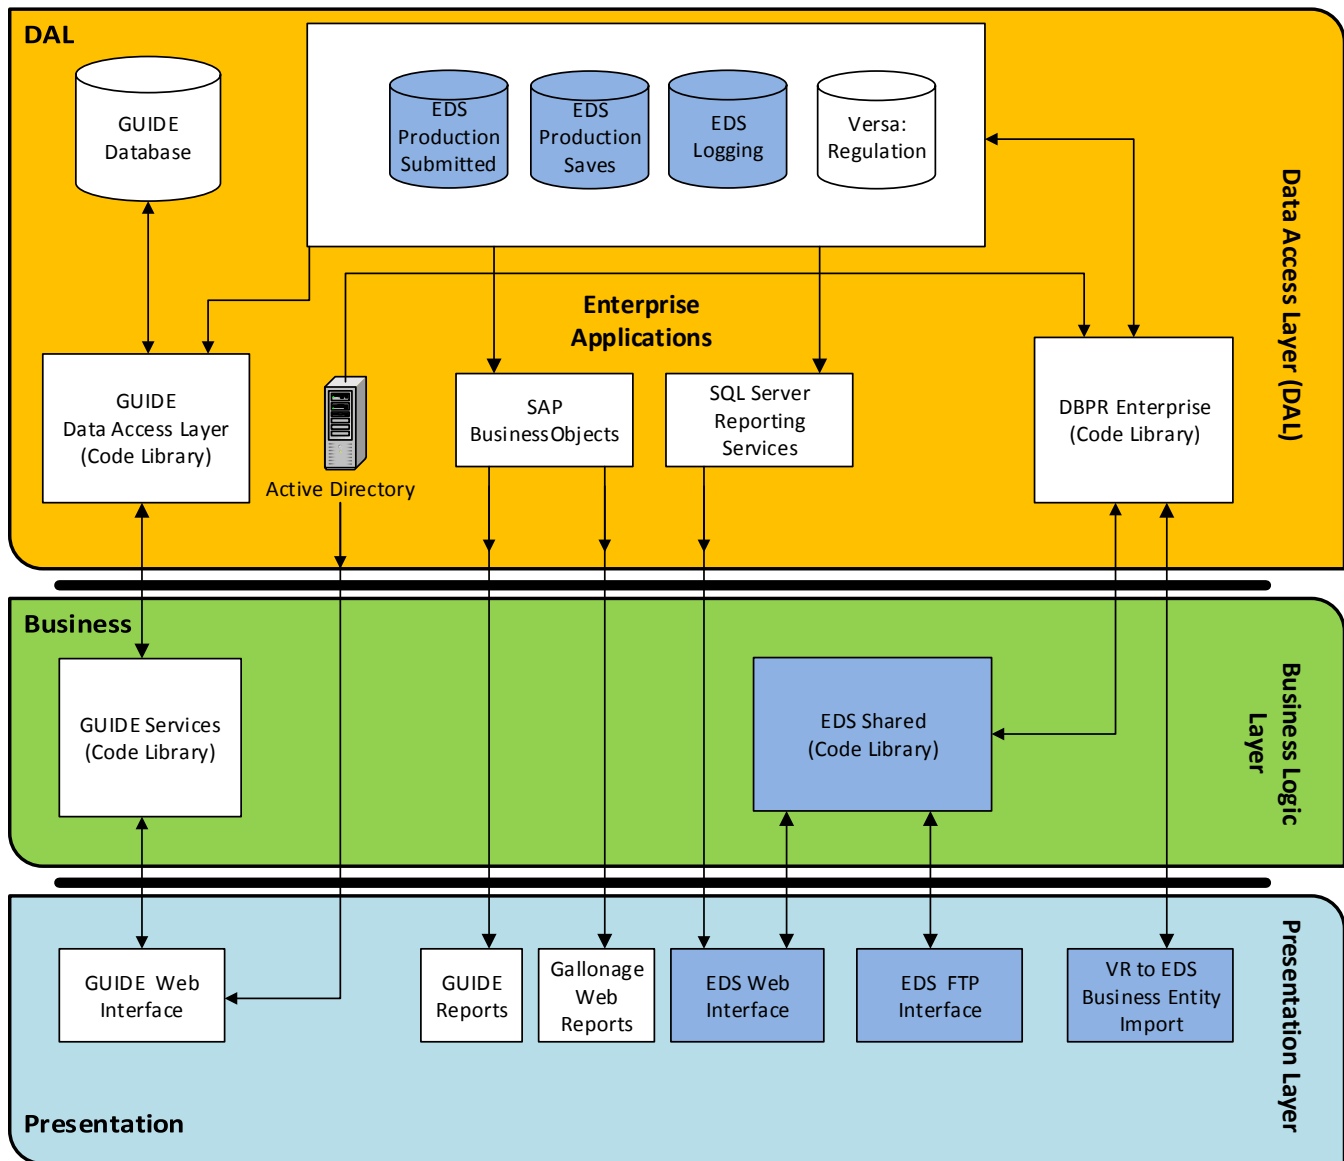 DAL
GUIDE
Database
EDS
Production
Submitted
EDS
Production
Saves
EDS
Logging
Versa:
Regulation
Data Access Layer (DAL)
Enterprise
Applications
GUIDE
Data Access Layer
(Code Library)
Active Directory
SAP
BusinessObjects
SQL Server
Reporting
Services
DBPR Enterprise
(Code Library)
Business
GUIDE Services
(Code Library)
EDS Shared
(Code Library)
Business Logic
Layer
GUIDE Web
Interface
GUIDE
Reports
Gallonage
Web
Reports
EDS Web
Interface
EDS FTP
Interface
VR to EDS
Business Entity
Import
Presentation Layer
Presentation